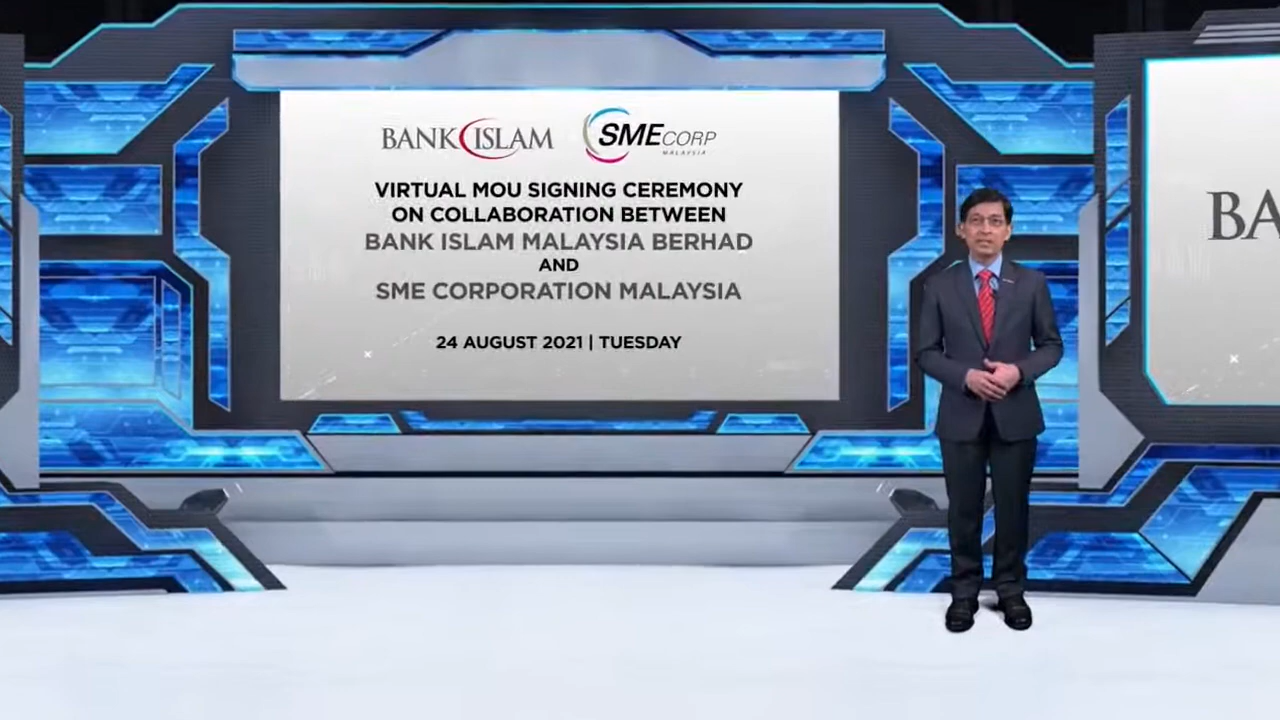 BANK ISLAM
SME CORP
MALAYSIA
VIRTUAL MOU SIGNING CEREMONY
ON COLLABORATION BETWEEN
BANK ISLAM MALAYSIA BERHAD
AND
SME CORPORATION MALAYSIA
24 AUGUST 2021 | TUESDAY
BA